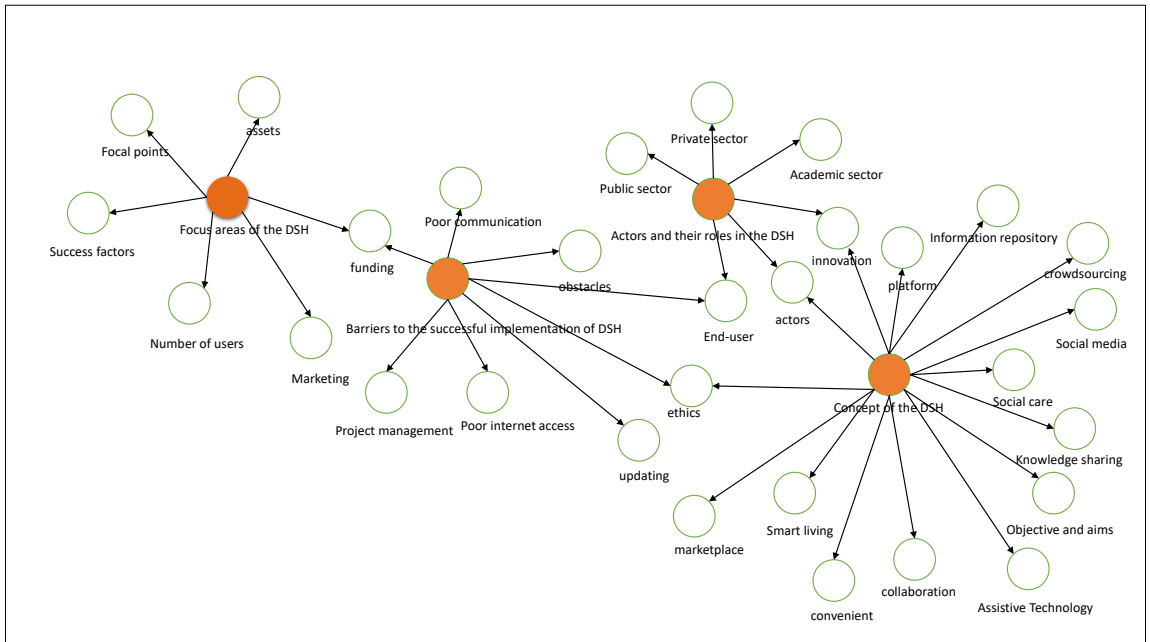 assets
Focal points
Focus areas of the DSH
Success factors
funding
Number of users
Marketing
Poor communication
obstacles
Barriers to the successful implementation of DSH
Project management
Poor internet access
updating
ethics
End-user
Private sector
Public sector
Academic sector
Actors and their roles in the DSH
innovation
actors
platform
Information repository
crowdsourcing
Social media
Social care
Concept of the DSH
Knowledge sharing
Objective and aims
Assistive Technology
collaboration
convenient
Smart living
marketplace